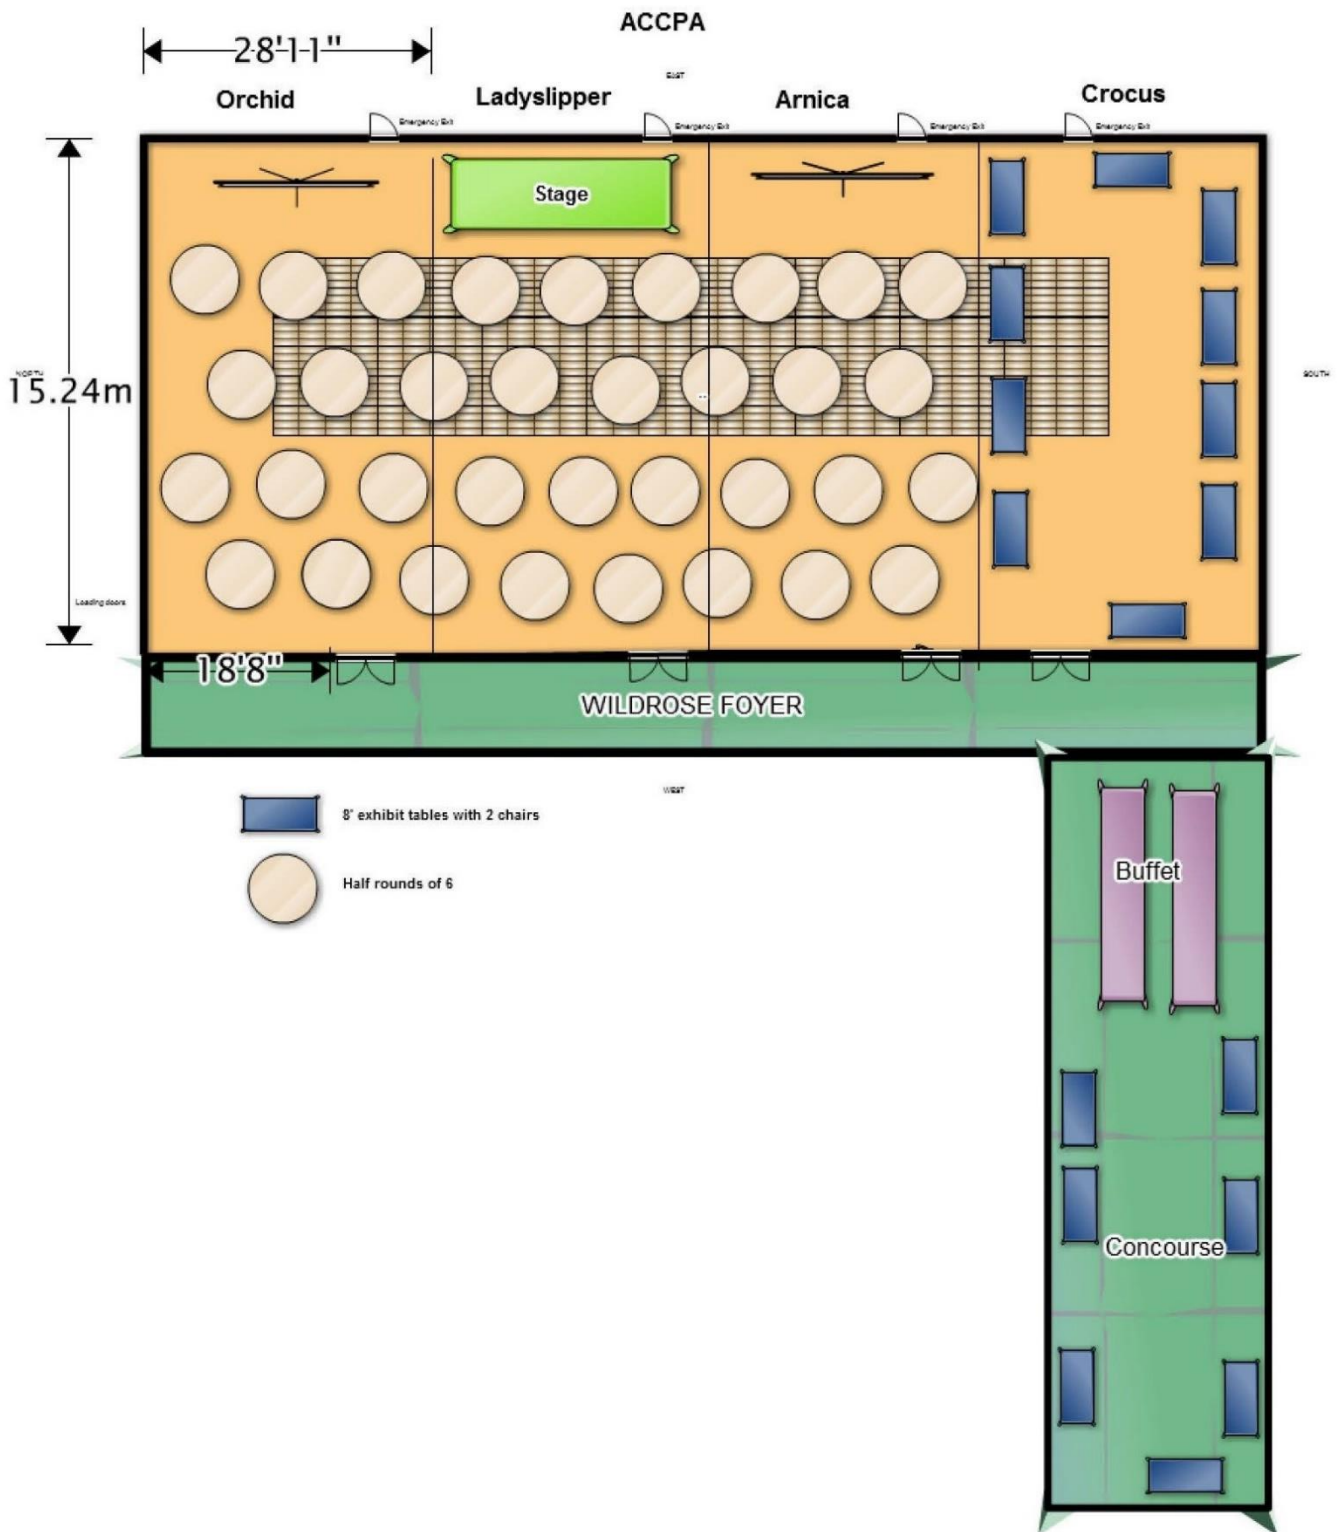 ACCPA
28'11"
EAST
Orchid
Ladyslipper
Arnica
Crocus
Emergency Exit
Emergency Exit
Emergency Exit
Emergency Exit
Stage
NORTH
15.24m
SOUTH
Loading doors
18'8"
WILDROSE FOYER
WEST
8' exhibit tables with 2 chairs
Half rounds of 6
Buffet
Concourse